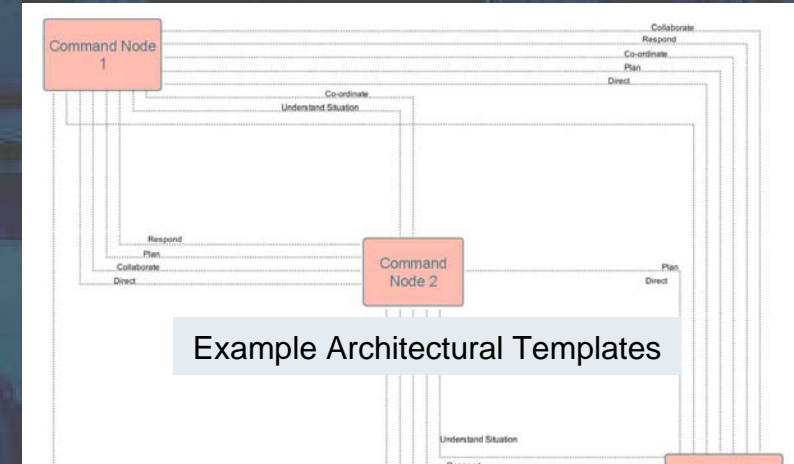 Collaborate
Respond
Command Node
1
Co-ordinate
Plan
Direct
Co-ordinate
Understand Situation
Respond
Plan
Collaborate
Direct
Command
Node 2
Plan
Direct
Example Architectural Templates
Understand Situation